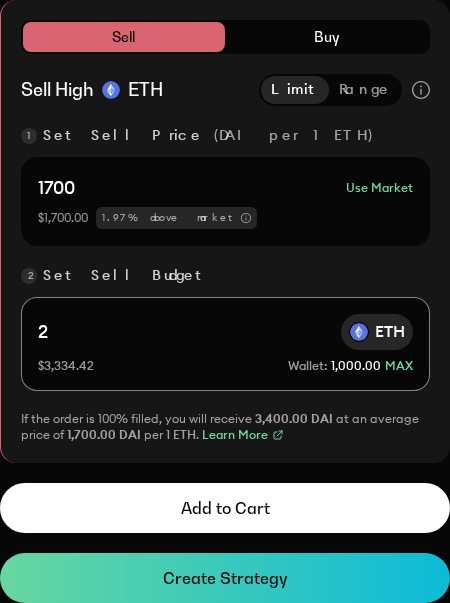 Sell
Buy
Sell High ETH
Limit
Range
1 Set Sell Price (DAI per 1 ETH)
1700
Use Market
$1,700.00
1.97% above market
2 Set Sell Budget
2
ETH
$3,334.42
Wallet: 1,000.00 MAX
If the order is 100% filled, you will receive 3,400.00 DAI at an average
price of 1,700.00 DAI per 1 ETH. Learn More
Add to Cart
Create Strategy